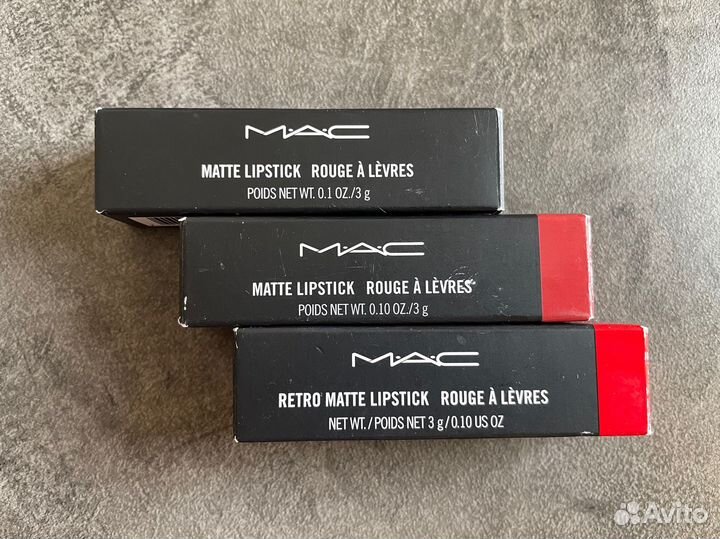 M·A·C
MATTE LIPSTICK ROUGE À LÈVRES
POIDS NET WT. 0.1 OZ./3 g
M·A·C
MATTE LIPSTICK ROUGE À LÈVRES
POIDS NET WT. 0.10 OZ./3 g
M·A·C
RETRO MATTE LIPSTICK ROUGE À LÈVRES
NET WT./POIDS NET 3 g/0.10 US OZ
Avito